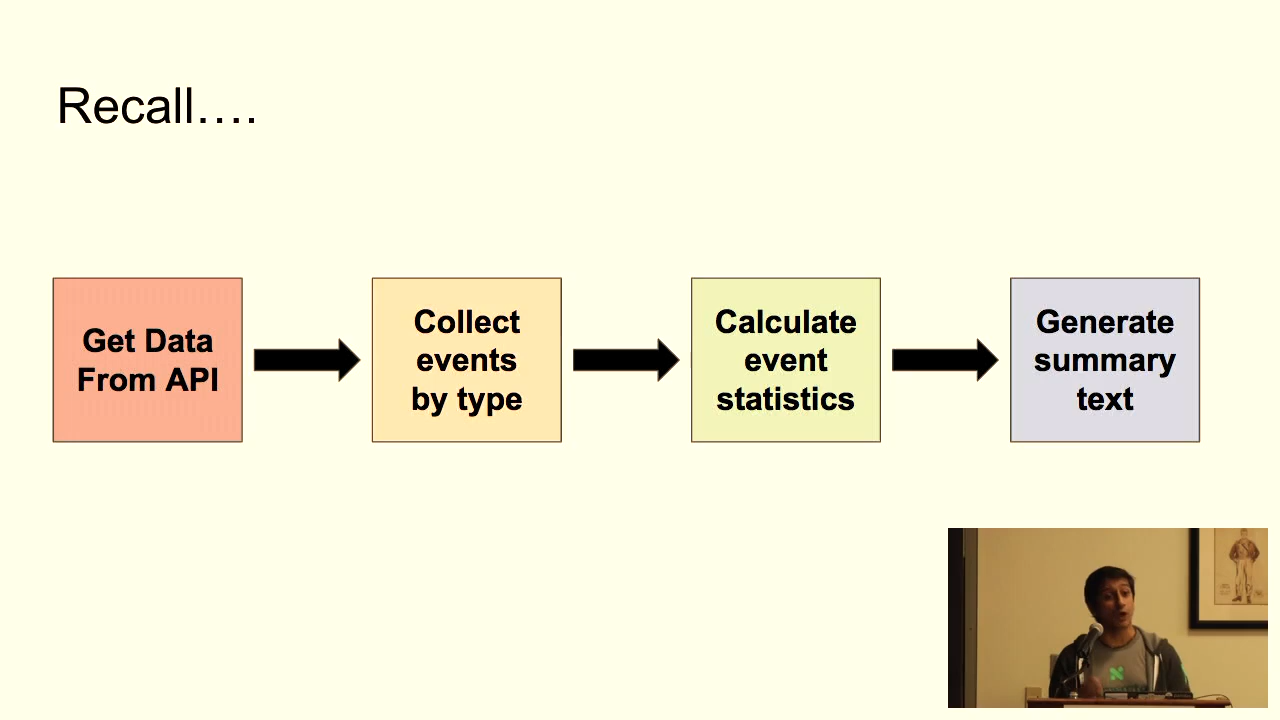 Recall….
Get Data
From API
Collect
events
by type
Calculate
event
statistics
Generate
summary
text